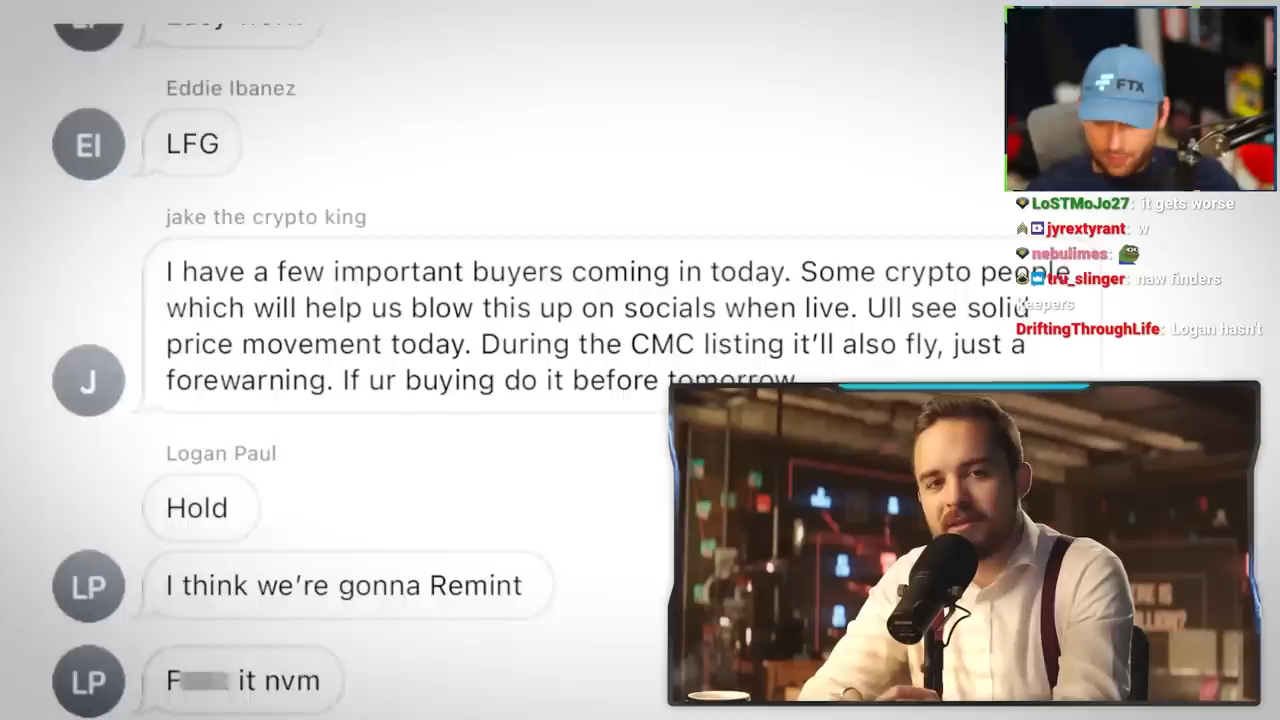 Eddie Ibanez
EI
LFG
jake the crypto king
I have a few important buyers coming in today. Some crypto people
which will help us blow this up on socials when live. Ull see solid
price movement today. During the CMC listing it'll also fly, just a
forewarning. If ur buying do it before tomorrow
J
Logan Paul
Hold
LP
I think we're gonna Remint
LP
F it nvm
FTX
LoSTMoJo27: it gets worse
jyrextyrant: w
nebulimes:
tru_slinger: naw finders
keepers
DriftingThroughLife: Logan hasn't